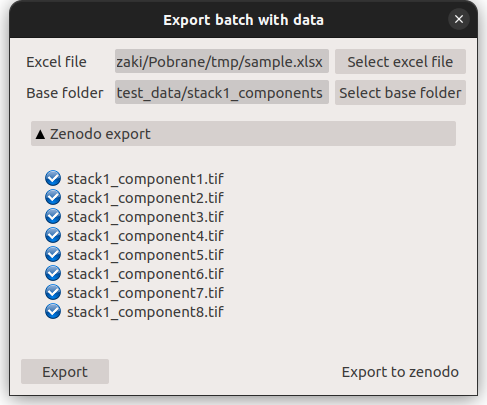 Export batch with data
Excel file zaki/Pobrane/tmp/sample.xlsx Select excel file
Base folder test_data/stack1_components Select base folder
▲ Zenodo export
stack1_component1.tif
stack1_component2.tif
stack1_component3.tif
stack1_component4.tif
stack1_component5.tif
stack1_component6.tif
stack1_component7.tif
stack1_component8.tif
Export Export to zenodo